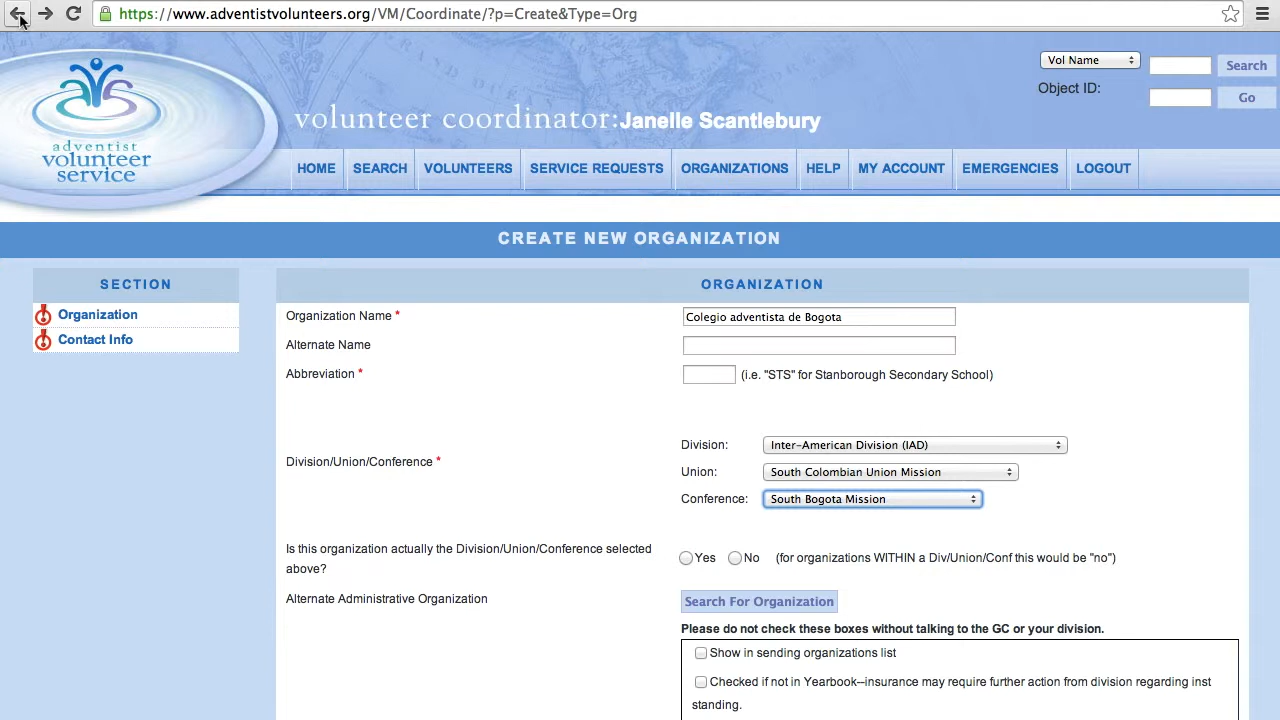 https://www.adventistvolunteers.org/VM/Coordinate/?p=Create&Type=Org
Vol Name
Search
Object ID:
Go
volunteer coordinator:Janelle Scantlebury
adventist
volunteer
service
HOME
SEARCH
VOLUNTEERS
SERVICE REQUESTS
ORGANIZATIONS
HELP
MY ACCOUNT
EMERGENCIES
LOGOUT
CREATE NEW ORGANIZATION
SECTION
Organization
Contact Info
ORGANIZATION
Organization Name *
Colegio adventista de Bogota
Alternate Name
Abbreviation *
(i.e. "STS" for Stanborough Secondary School)
Division/Union/Conference *
Division:
Inter-American Division (IAD)
Union:
South Colombian Union Mission
Conference:
South Bogota Mission
Is this organization actually the Division/Union/Conference selected
above?
Yes
No
(for organizations WITHIN a Div/Union/Conf this would be "no")
Alternate Administrative Organization
Search For Organization
Please do not check these boxes without talking to the GC or your division.
Show in sending organizations list
Checked if not in Yearbook--insurance may require further action from division regarding inst
standing.